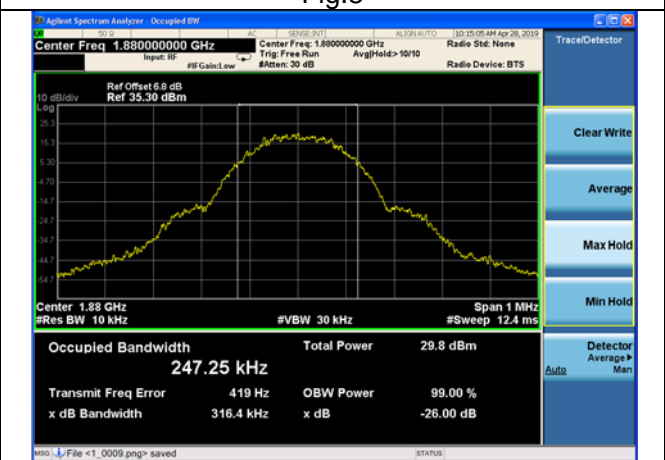 Agilent Spectrum Analyzer - Occupied BW
50 Ω AC SENSE:INT ALIGN AUTO 10:15:05 AM Apr 28, 2019
Center Freq 1.880000000 GHz
Center Freq: 1.880000000 GHz
Radio Std: None
Input: RF
Trig: Free Run Avg|Hold:> 10/10
#IFGain:Low
#Atten: 30 dB
Radio Device: BTS
Trace/Detector
Ref Offset 6.8 dB
10 dB/div Ref 35.30 dBm
Log
25.3
15.3
5.30
-4.70
-14.7
-24.7
-34.7
-44.7
-54.7
Clear Write
Average
Max Hold
Min Hold
Center 1.88 GHz
Span 1 MHz
#Res BW 10 kHz
#VBW 30 kHz
#Sweep 12.4 ms
Occupied Bandwidth
Total Power 29.8 dBm
247.25 kHz
Transmit Freq Error 419 Hz
OBW Power 99.00 %
x dB Bandwidth 316.4 kHz
x dB -26.00 dB
Detector
Average▶
Auto Man
MSG File <1_0009.png> saved
STATUS